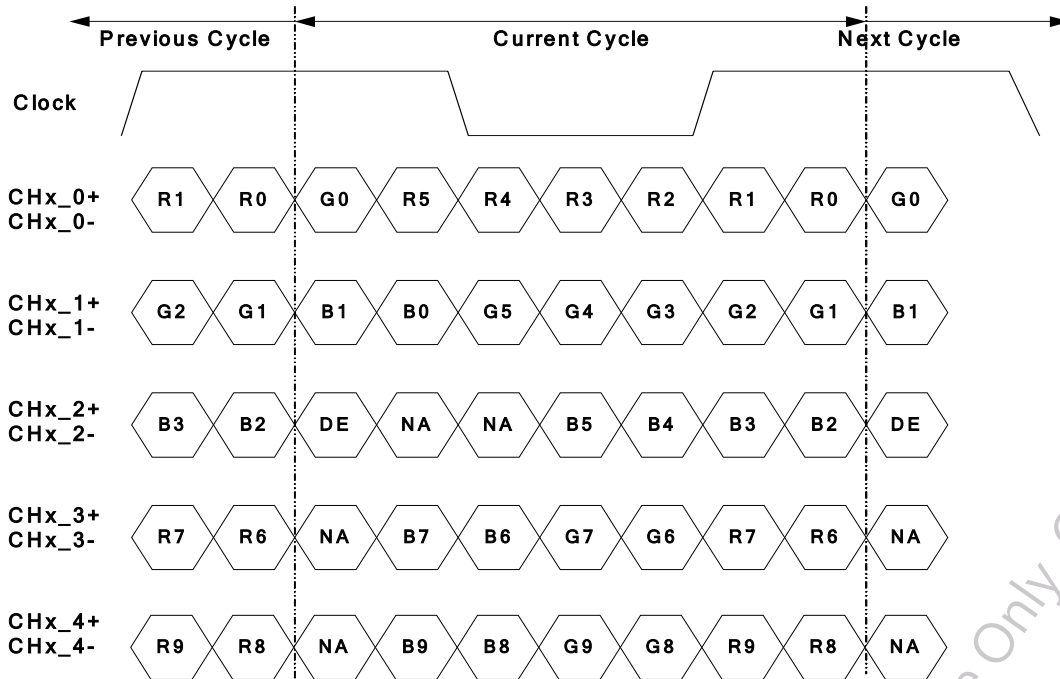 Previous Cycle Current Cycle Next Cycle
Clock
CHx_0+ R1 R0 G0 R5 R4 R3 R2 R1 R0 G0
CHx_0-
CHx_1+ G2 G1 B1 B0 G5 G4 G3 G2 G1 B1
CHx_1-
CHx_2+ B3 B2 DE NA NA B5 B4 B3 B2 DE
CHx_2-
CHx_3+ R7 R6 NA B7 B6 G7 G6 R7 R6 NA
CHx_3-
CHx_4+ R9 R8 NA B9 B8 G9 G8 R9 R8 NA
CHx_4-
Only